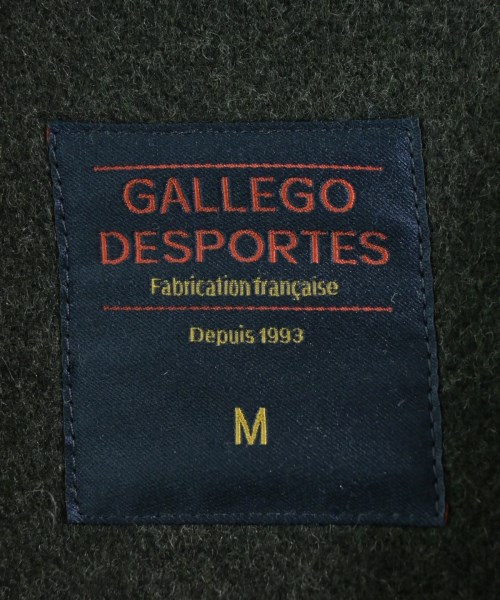 GALLEGO
DESPORTES
Fabrication française
Depuis 1993
M